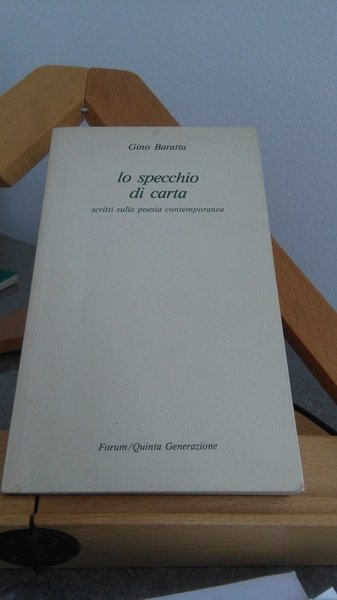 Gino Baratta
lo specchio
di carta
scritti sulla poesia contemporanea
Forum/Quinta Generazione